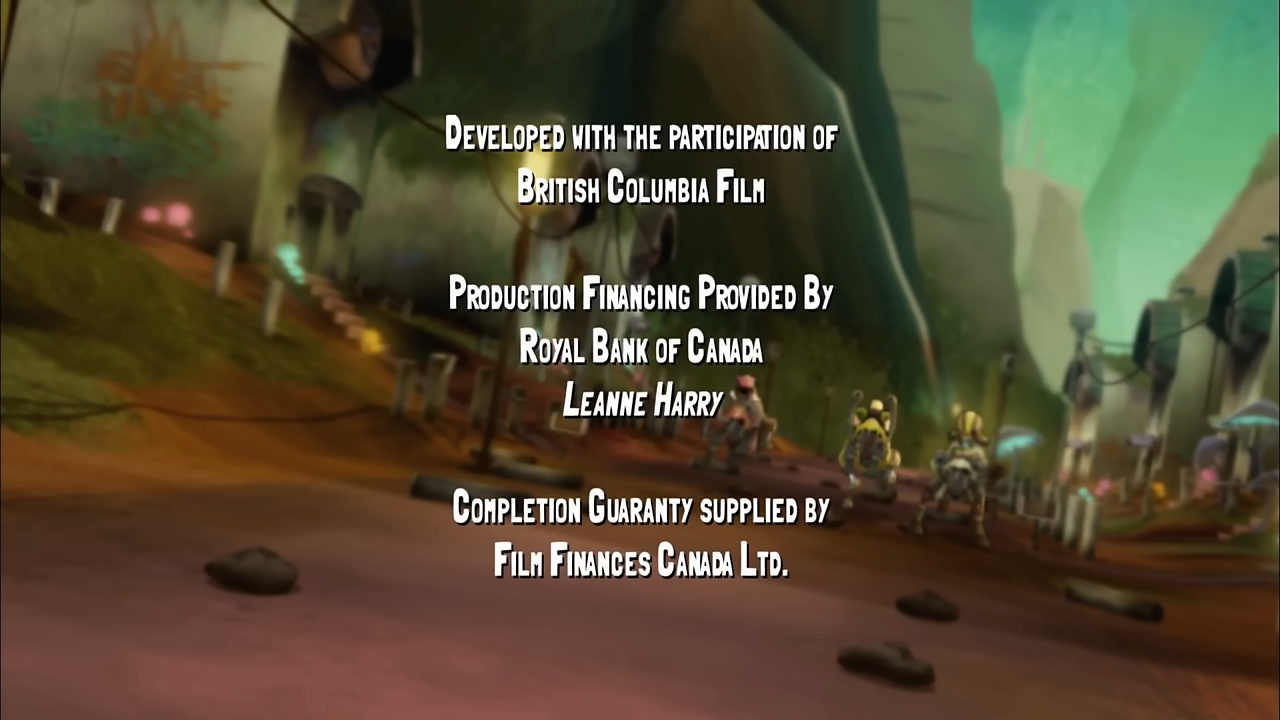 Developed with the participation of
British Columbia Film
Production Financing Provided By
Royal Bank of Canada
Leanne Harry
Completion Guaranty supplied by
Film Finances Canada Ltd.